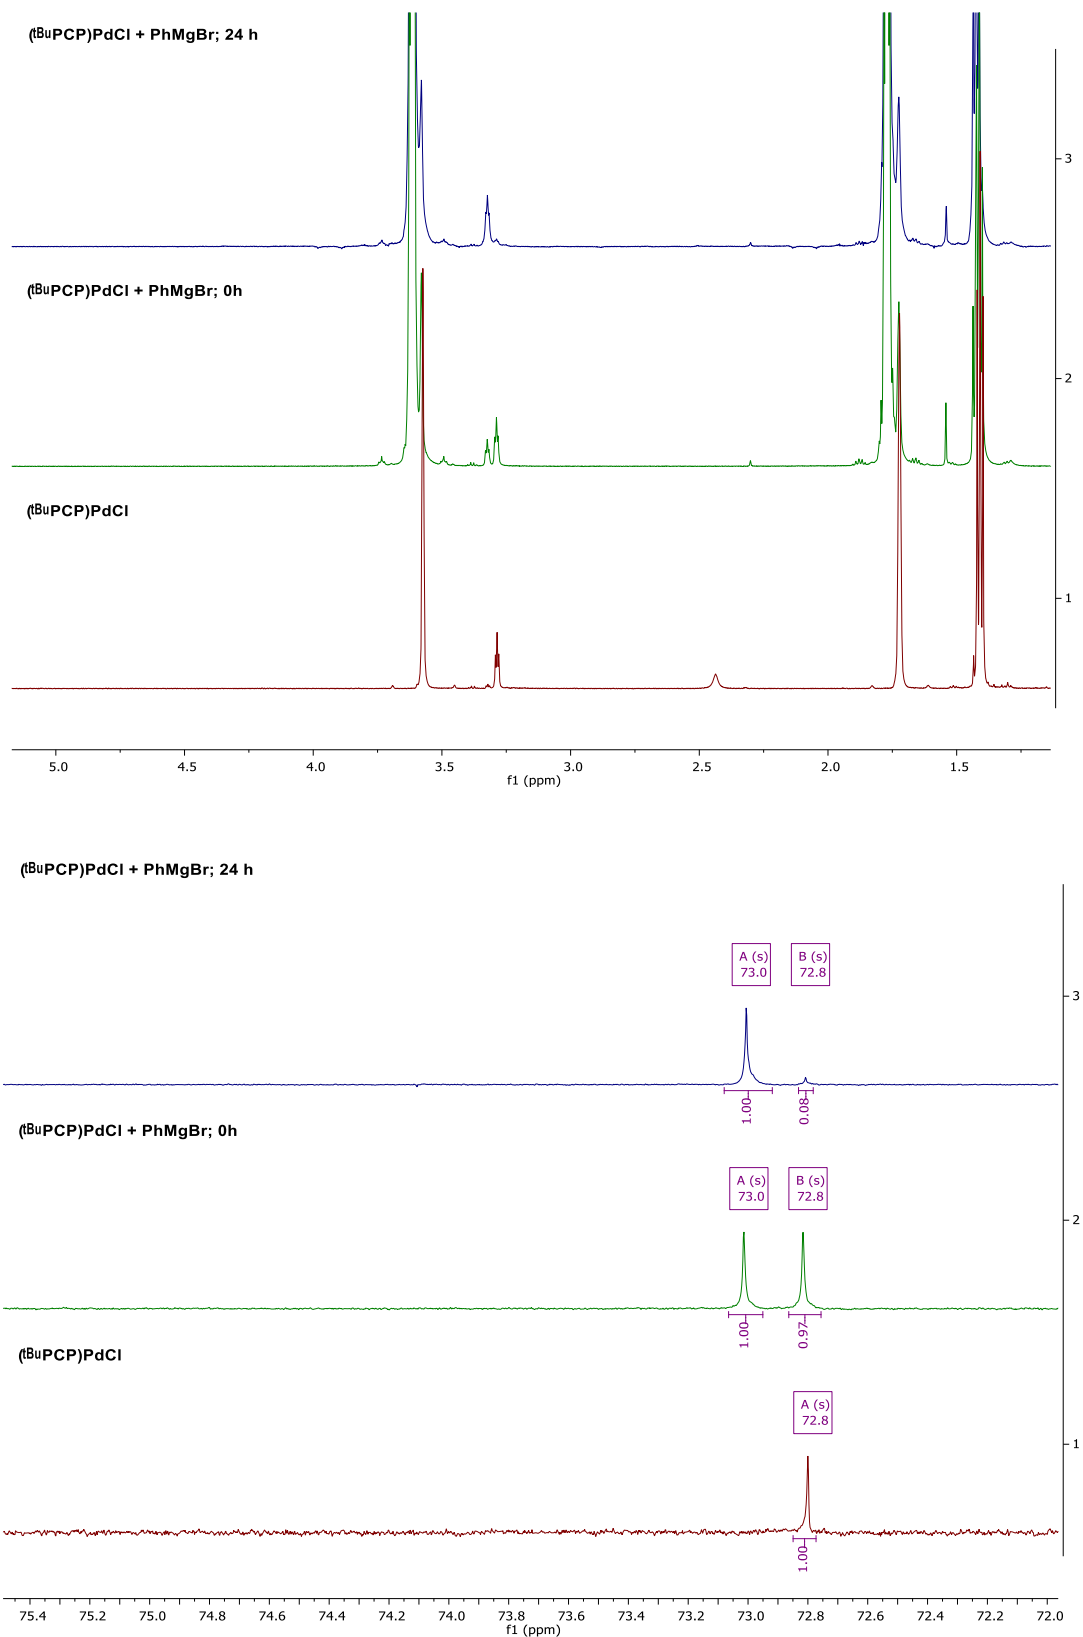 (tBuPCP)PdCl + PhMgBr; 24 h
3
(tBuPCP)PdCl + PhMgBr; 0h
2
(tBuPCP)PdCl
1
5.0 4.5 4.0 3.5 3.0 2.5 2.0 1.5
f1 (ppm)
(tBuPCP)PdCl + PhMgBr; 24 h
A (s) B (s)
73.0 72.8
3
1.00 0.08
(tBuPCP)PdCl + PhMgBr; 0h
A (s) B (s)
73.0 72.8
2
1.00 0.97
(tBuPCP)PdCl
A (s)
72.8
1
1.00
75.4 75.2 75.0 74.8 74.6 74.4 74.2 74.0 73.8 73.6 73.4 73.2 73.0 72.8 72.6 72.4 72.2 72.0
f1 (ppm)